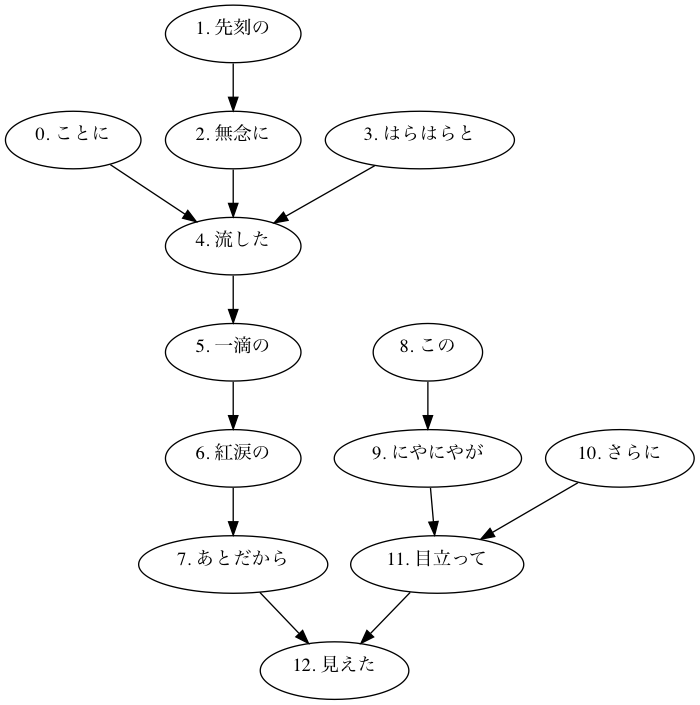 1. 先刻の
0. ことに
2. 無念に
3. はらはらと
4. 流した
5. 一滴の
8. この
6. 紅涙の
9. にやにやが
10. さらに
7. あとだから
11. 目立って
12. 見えた